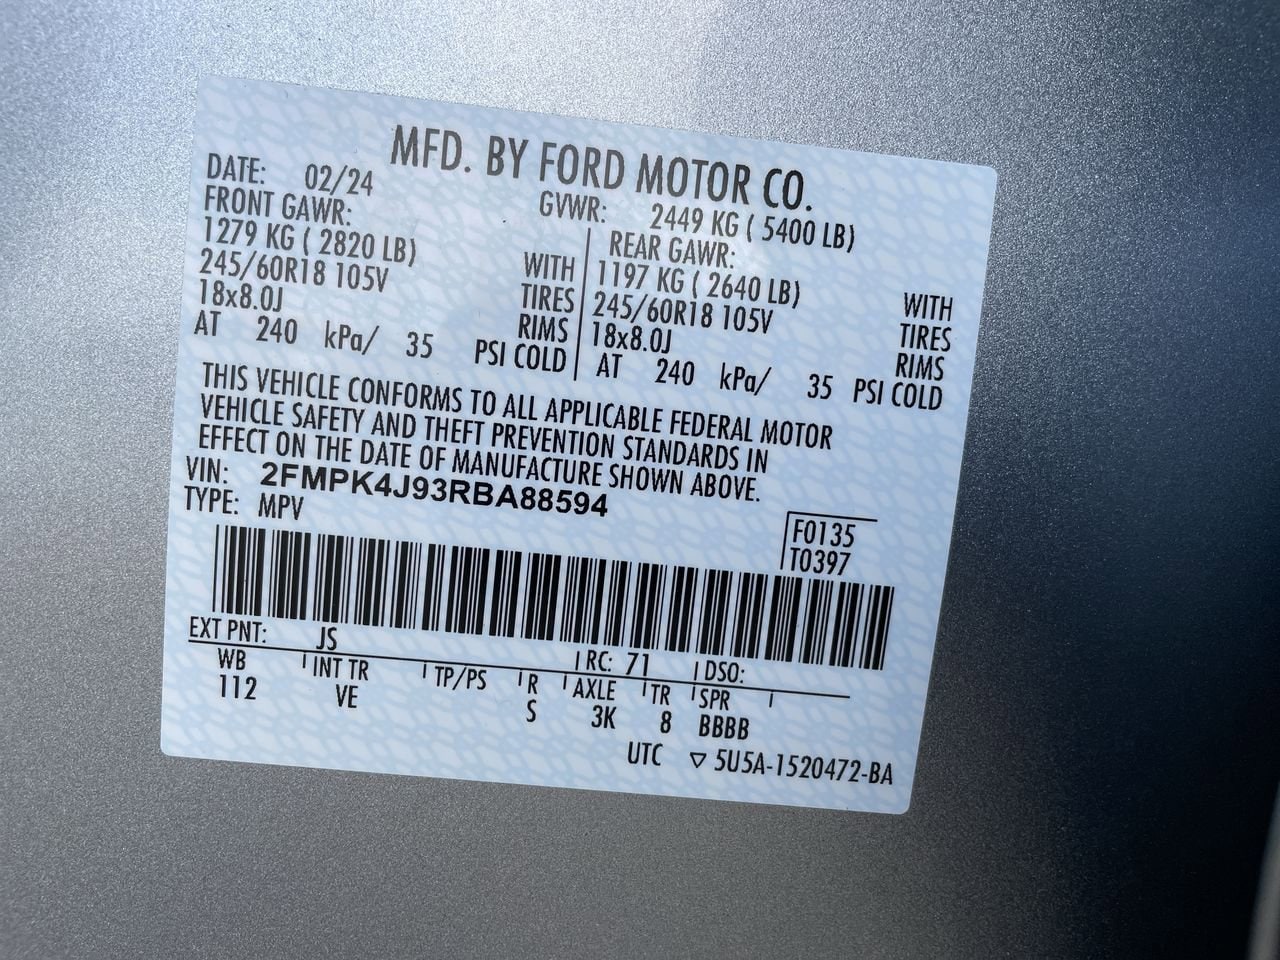 MFD. BY FORD MOTOR CO.
DATE: 02/24 GVWR: 2449 KG ( 5400 LB)
FRONT GAWR: REAR GAWR:
1279 KG ( 2820 LB) WITH 1197 KG ( 2640 LB) WITH
245/60R18 105V TIRES 245/60R18 105V TIRES
18x8.0J RIMS 18x8.0J RIMS
AT 240 kPa/ 35 PSI COLD AT 240 kPa/ 35 PSI COLD
THIS VEHICLE CONFORMS TO ALL APPLICABLE FEDERAL MOTOR
VEHICLE SAFETY AND THEFT PREVENTION STANDARDS IN
EFFECT ON THE DATE OF MANUFACTURE SHOWN ABOVE.
VIN: 2FMPK4J93RBA88594
TYPE: MPV
F0135
T0397
EXT PNT: JS RC: 71 DSO:
WB INT TR TP/PS R AXLE TR SPR
112 VE S 3K 8 BBBB
UTC ▽ 5U5A-1520472-BA